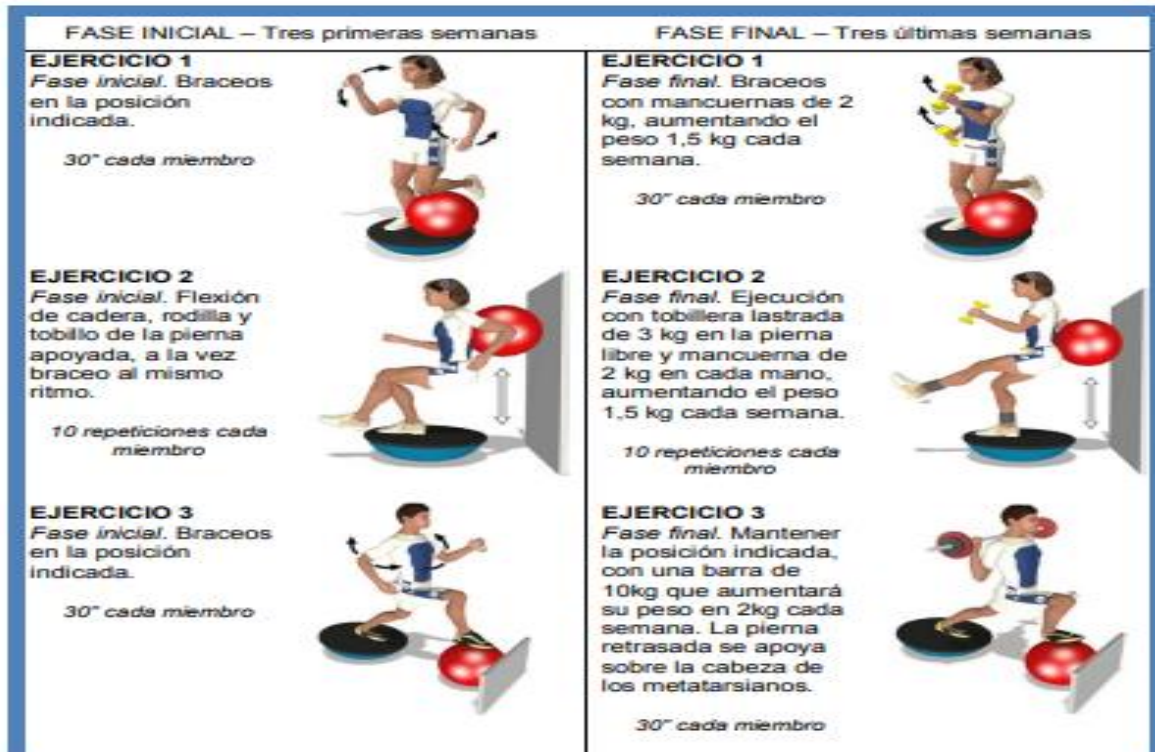 FASE INICIAL – Tres primeras semanas
FASE FINAL – Tres últimas semanas
EJERCICIO 1
Fase inicial. Braceos
en la posición
indicada.
30" cada miembro
EJERCICIO 1
Fase final. Braceos
con mancuernas de 2
kg, aumentando el
peso 1,5 kg cada
semana.
30" cada miembro
EJERCICIO 2
Fase inicial. Flexión
de cadera, rodilla y
tobillo de la pierna
apoyada, a la vez
braceo al mismo
ritmo.
10 repeticiones cada
miembro
EJERCICIO 2
Fase final. Ejecución
con tobillera lastrada
de 3 kg en la pierna
libre y mancuerna de
2 kg en cada mano,
aumentando el peso
1,5 kg cada semana.
10 repeticiones cada
miembro
EJERCICIO 3
Fase inicial. Braceos
en la posición
indicada.
30" cada miembro
EJERCICIO 3
Fase final. Mantener
la posición indicada,
con una barra de
10kg que aumentará
su peso en 2kg cada
semana. La pierna
retrasada se apoya
sobre la cabeza de
los metatarsianos.
30" cada miembro